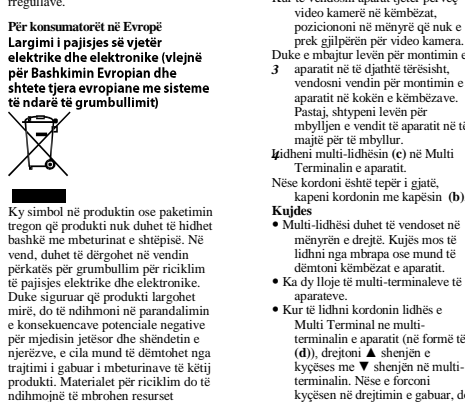 rregullave.
Për konsumatorët në Evropë
Largimi i pajisjes së vjetër
elektrike dhe elektronike (vlejnë
për Bashkimin Evropian dhe
shtete tjera evropiane me sisteme
të ndarë të grumbullimit)
Ky simbol në produktin ose paketimin
tregon që produkti nuk duhet të hidhet
bashkë me mbeturinat e shtëpisë. Në
vend, duhet të dërgohet në vendin
përkatës për grumbullim për riciklim
të pajisjes elektrike dhe elektronike.
Duke siguruar që produkti largohet
mirë, do të ndihmoni në parandalimin
e konsekuencave potenciale negative
për mjedisin jetësor dhe shëndetin e
njerëzve, e cila mund të dëmtohet nga
trajtimi i gabuar i mbeturinave të këtij
produkti. Materialet për riciklim do të
ndihmojnë të mbrohen resurset
Kur të vendosni aparat tjetër përveç
video kamerë në këmbëzat,
poziciononi në mënyrë që nuk e
prek gjilpërën për video kamera.
Duke e mbajtur levën për montimin e
3 aparatit në të djathtë tërësisht,
vendosni vendin për montimin e
aparatit në kokën e këmbëzave.
Pastaj, shtypeni levën për
mbylljen e vendit të aparatit në të
majtë për të mbyllur.
4 Lidheni multi-lidhësin (c) në Multi
Terminalin e aparatit.
Nëse kordoni është tepër i gjatë,
kapeni kordonin me kapësin (b)
Kujdes
• Multi-lidhësi duhet të vendoset në
mënyrën e drejtë. Kujës mos të
lidhni nga mbrapa ose mund të
dëmtoni këmbëzat e aparatit.
• Ka dy lloje të multi-terminaleve të
aparateve.
• Kur të lidhni kordonin lidhës e
Multi Terminal ne multi-
terminalin e aparatit (në formë të
(d)), drejtoni ▲ shenjën e
kyçëses me ▼ shenjën në multi-
terminalin. Nëse e forconi
kyçësen në drejtimin e gabuar, do